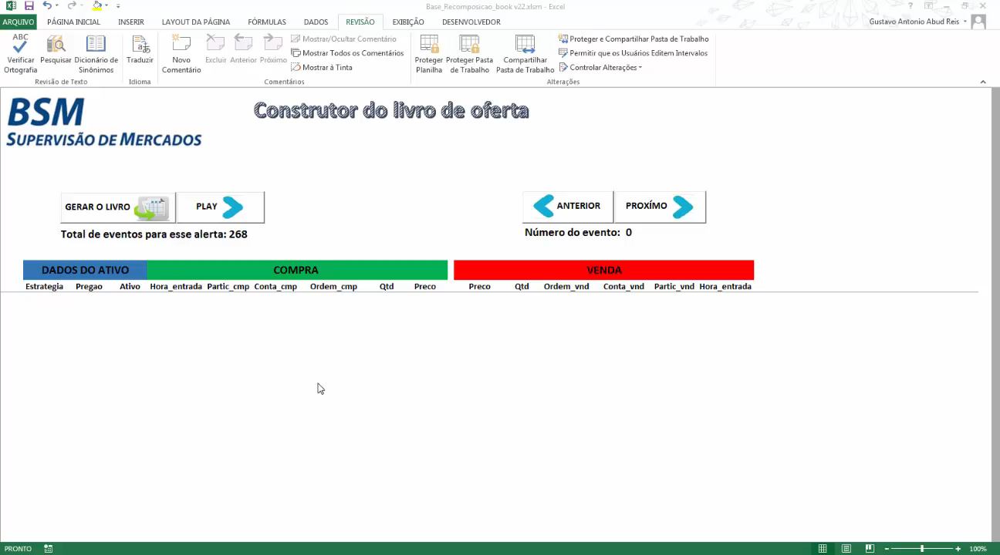 Base_Recomposicao_book v22.xlsm - Excel
ARQUIVO PÁGINA INICIAL INSERIR LAYOUT DA PÁGINA FÓRMULAS DADOS REVISÃO EXIBIÇÃO DESENVOLVEDOR Gustavo Antonio Abud Reis
ABC
Verificar Ortografia
Pesquisar
Dicionário de Sinônimos
Traduzir
Novo Comentário
Excluir
Anterior
Próximo
Mostrar/Ocultar Comentário
Mostrar Todos os Comentários
Mostrar à Tinta
Proteger Planilha
Proteger Pasta de Trabalho
Compartilhar Pasta de Trabalho
Proteger e Compartilhar Pasta de Trabalho
Permitir que os Usuários Editem Intervalos
Controlar Alterações
Revisão de Texto Idioma Comentários Alterações
BSM
SUPERVISÃO DE MERCADOS
Construtor do livro de oferta
GERAR O LIVRO PLAY ANTERIOR PROXÍMO
Total de eventos para esse alerta: 268 Número do evento: 0
DADOS DO ATIVO COMPRA VENDA
Estrategia Pregao Ativo Hora_entrada Partic_cmp Conta_cmp Ordem_cmp Qtd Preco Preco Qtd Ordem_vnd Conta_vnd Partic_vnd Hora_entrada
PRONTO 100%